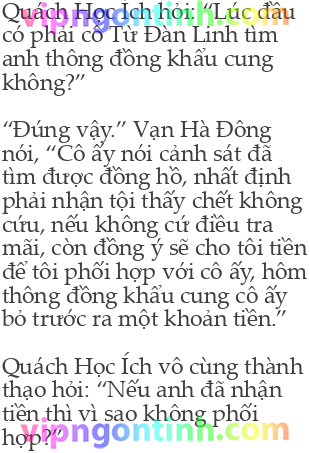 Quách Học Ích hỏi: “Lúc đầu
có phải cô Từ Đàn Linh tìm
anh thông đồng khẩu cung
không?”
“Đúng vậy.” Vạn Hà Đông
nói, “Cô ấy nói cảnh sát đã
tìm được đồng hồ, nhất định
phải nhận tội thấy chết không
cứu, nếu không cứ điều tra
mãi, còn đồng ý sẽ cho tôi tiền
để tôi phối hợp với cô ấy, hôm
thông đồng khẩu cung cô ấy
bỏ trước ra một khoản tiền.”
Quách Học Ích vô cùng thành
thạo hỏi: “Nếu anh đã nhận
tiền thì vì sao không phối
hợp?”
vipngontinh.com
vipngontinh.com
vipngontinh.com